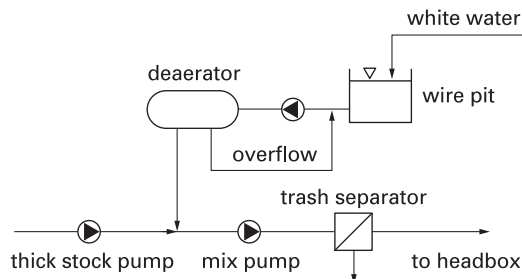 white water
deaerator
wire pit
overflow
trash separator
thick stock pump
mix pump
to headbox